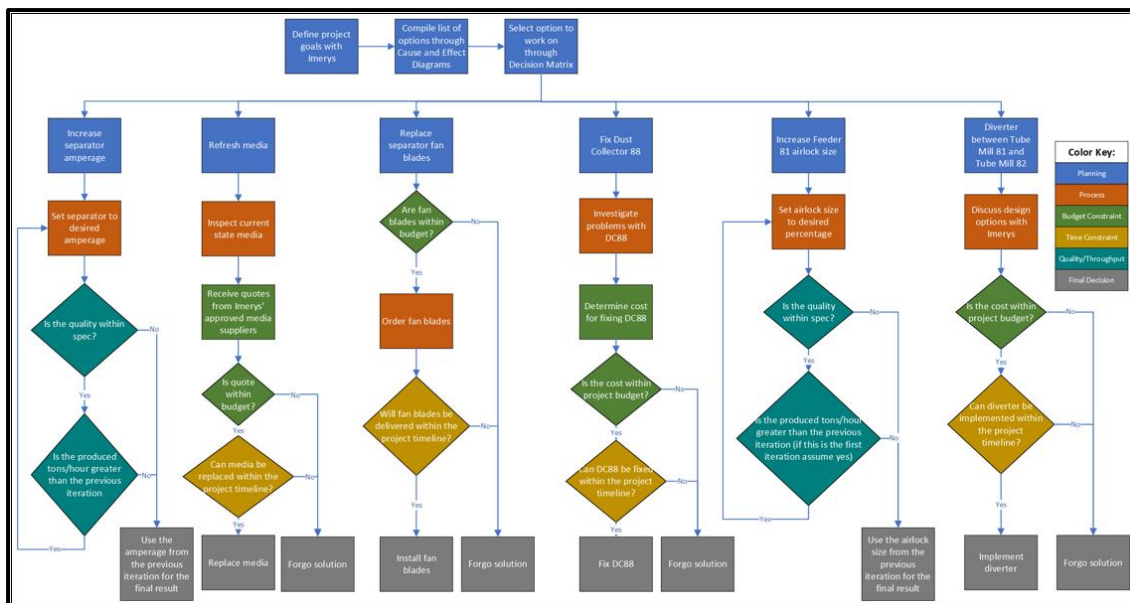 Define project
goals with
Imerys
Compile list of
options through
Cause and Effect
Diagrams
Select option to
work on
through
Decision Matrix
Increase
separator
amperage
Refresh media
Replace
separator fan
blades
Fix Dust
Collector 88
Increase Feeder
81 airlock size
Diverter
between Tube
Mill 81 and
Tube Mill 82
Color Key:
Planning
Process
Budget Constraint
Time Constraint
Quality/Throughput
Final Decision
Set separator to
desired
amperage
Is the quality within
spec?
No
Yes
Is the produced
tons/hour greater
than the previous
iteration
No
Yes
Use the
amperage from
the previous
iteration for the
final result
Inspect current
state media
Receive quotes
from Imerys'
approved media
suppliers
Is quote
within
budget?
No
Yes
Can media be
replaced within the
project timeline?
No
Yes
Replace media
Forgo solution
Are fan
blades within
budget?
No
Yes
Order fan blades
Will fan blades be
delivered within the
project timeline?
No
Yes
Install fan
blades
Forgo solution
Investigate
problems with
DC88
Determine cost
for fixing DC88
Is the cost within
project budget?
No
Yes
Can DC88 be fixed
within the project
timeline?
No
Yes
Fix DC88
Forgo solution
Set airlock size
to desired
percentage
Is the quality
within spec?
No
Yes
Is the produced tons/hour
greater than the previous
iteration (if this is the first
iteration assume yes)
No
Yes
Use the airlock
size from the
previous
iteration for the
final result
Discuss design
options with
Imerys
Is the cost within
project budget?
No
Yes
Can diverter be
implemented within
the project
timeline?
No
Yes
Implement
diverter
Forgo solution